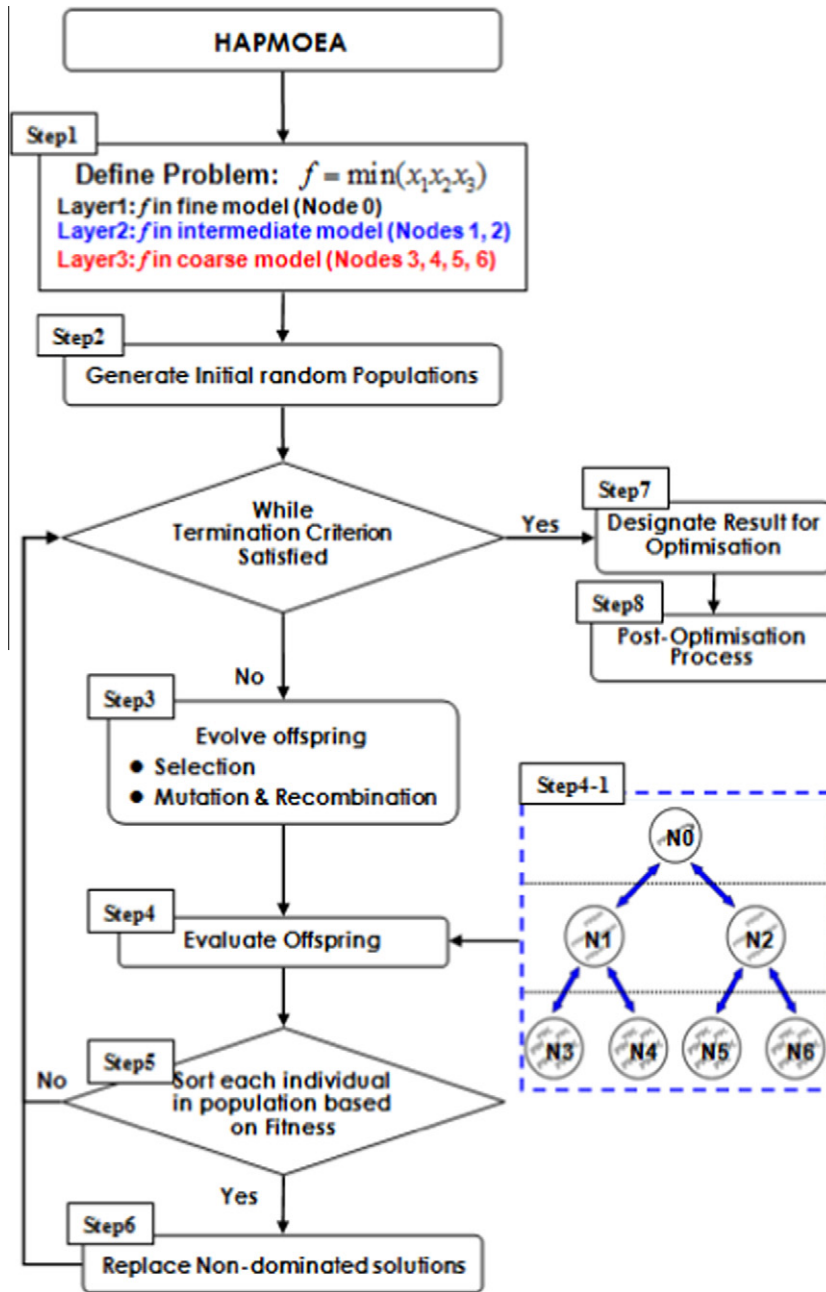 HAPMOEA
Step1
Define Problem: f = min(x₁x₂x₃)
Layer1: f in fine model (Node 0)
Layer2: f in intermediate model (Nodes 1, 2)
Layer3: f in coarse model (Nodes 3, 4, 5, 6)
Step2
Generate Initial random Populations
While
Termination Criterion
Satisfied
Yes
Step7
Designate Result for
Optimisation
Step8
Post-Optimisation
Process
No
Step3
Evolve offspring
● Selection
● Mutation & Recombination
Step4
Evaluate Offspring
Step4-1
N0
N1 N2
N3 N4 N5 N6
Step5
Sort each individual
in population based
on Fitness
No
Yes
Step6
Replace Non-dominated solutions